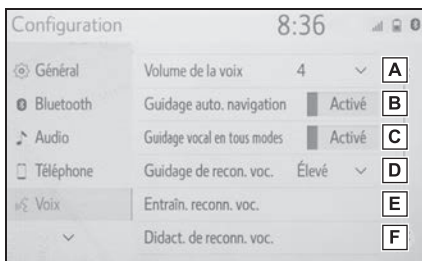 Configuration 8:36
Général
Volume de la voix 4 A
Bluetooth
Guidage auto. navigation Activé B
Audio
Guidage vocal en tous modes Activé C
Téléphone
Guidage de recon. voc. Élevé D
Voix
Entraîn. reconn. voc. E
Didact. de reconn. voc. F